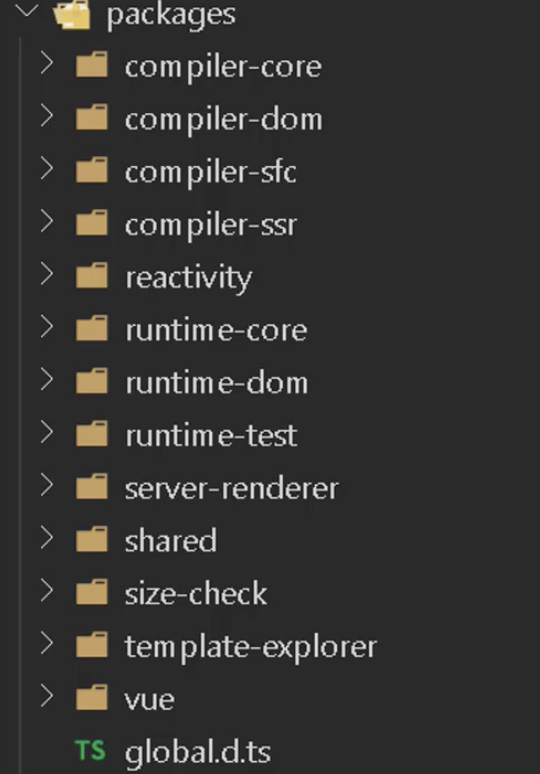 packages
compiler-core
compiler-dom
compiler-sfc
compiler-ssr
reactivity
runtime-core
runtime-dom
runtime-test
server-renderer
shared
size-check
template-explorer
vue
TS global.d.ts